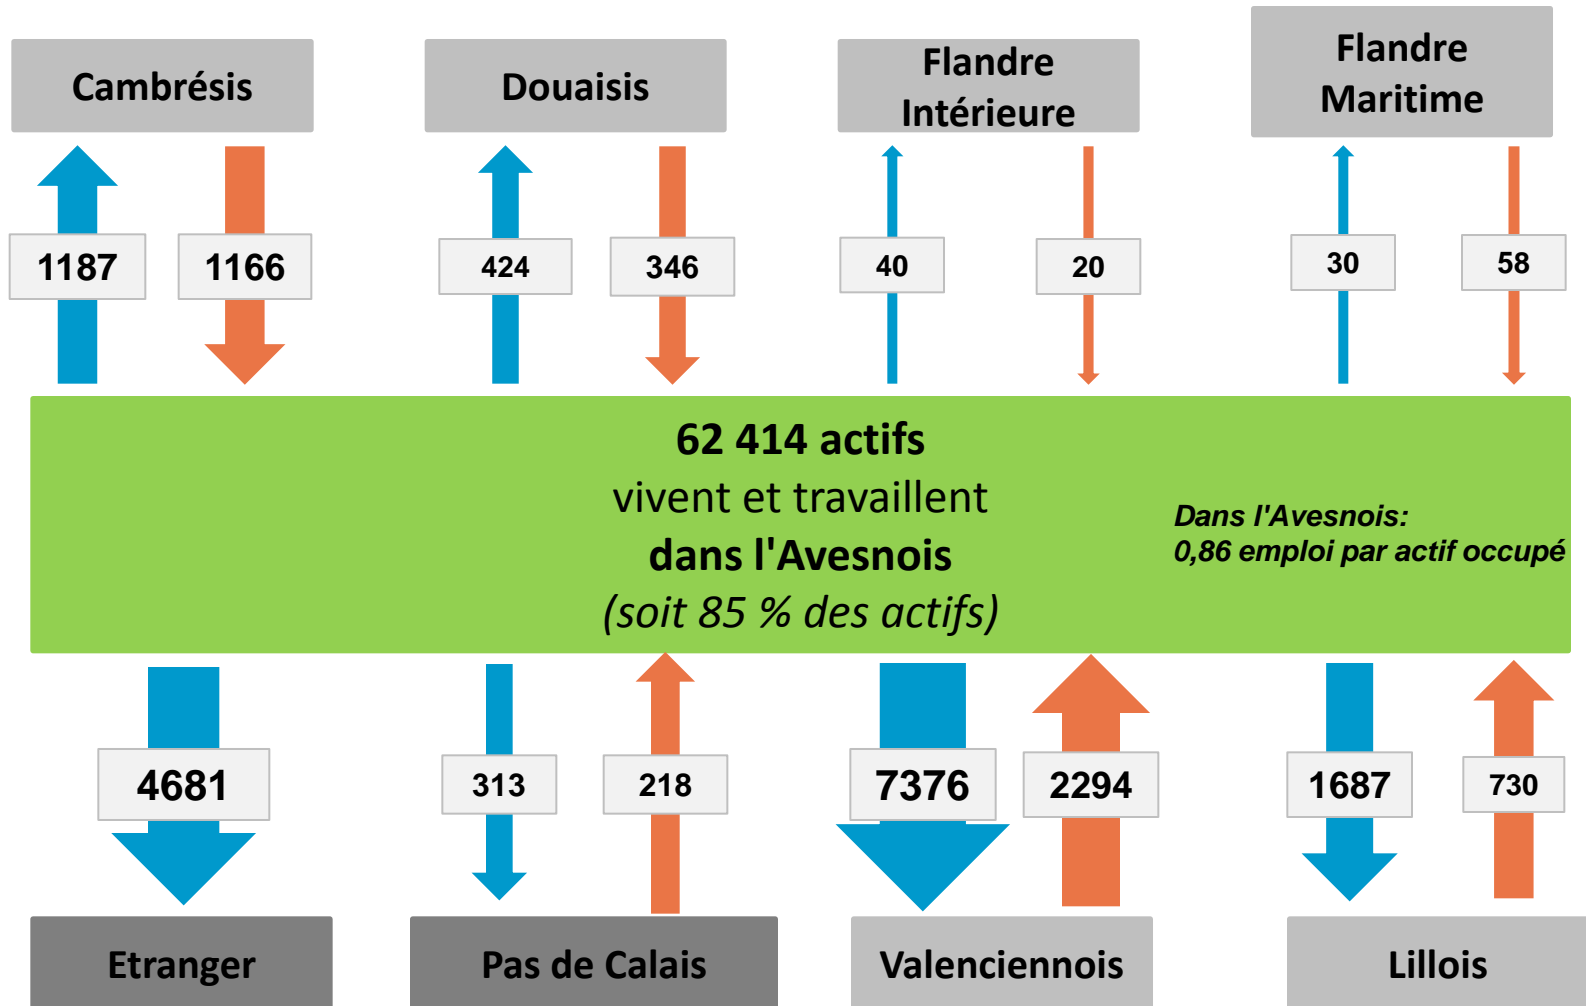 Cambrésis
Douaisis
Flandre
Intérieure
Flandre
Maritime
1187
1166
424
346
40
20
30
58
62 414 actifs
vivent et travaillent
dans l'Avesnois
(soit 85 % des actifs)
Dans l'Avesnois:
0,86 emploi par actif occupé
4681
313
218
7376
2294
1687
730
Etranger
Pas de Calais
Valenciennois
Lillois